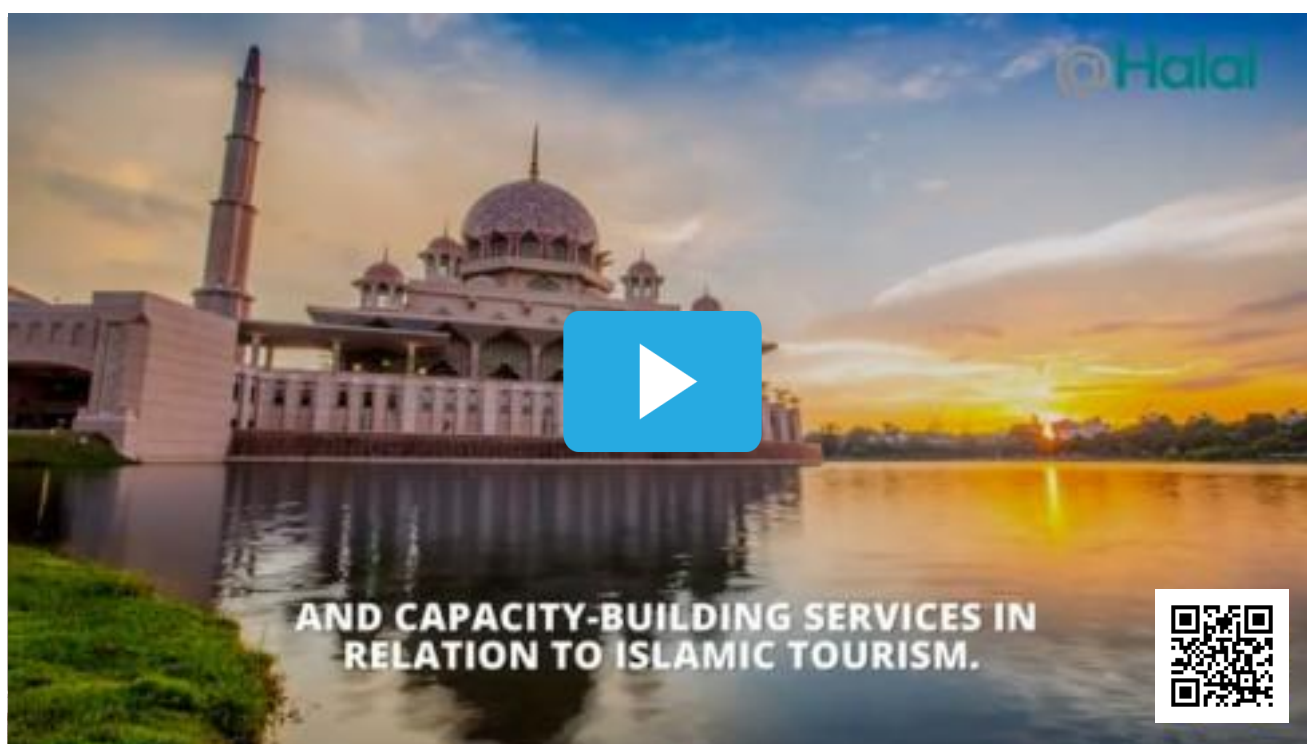 @Halal
AND CAPACITY-BUILDING SERVICES IN
RELATION TO ISLAMIC TOURISM.